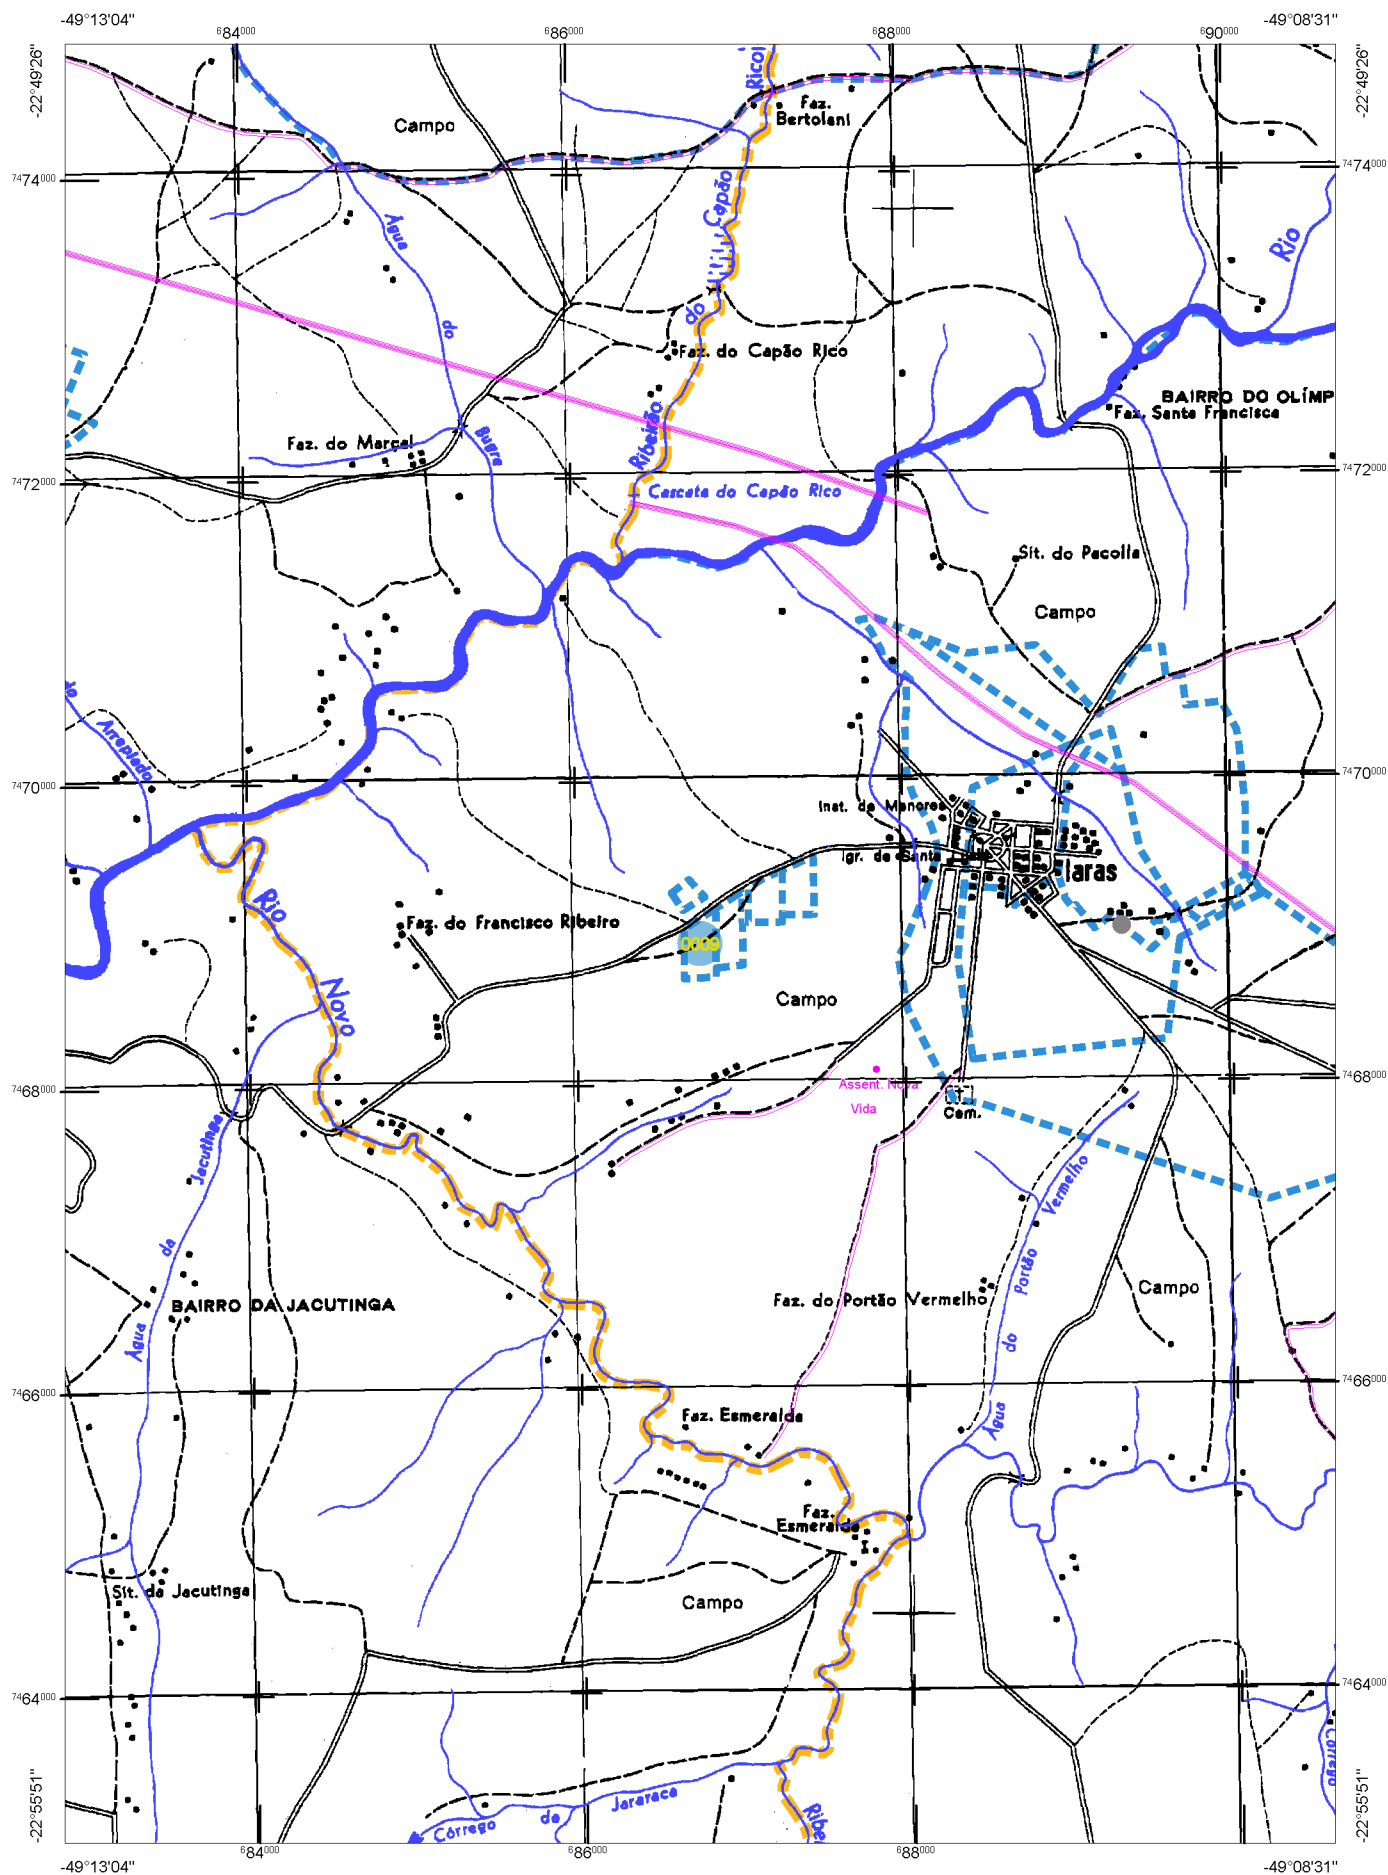 -49°13'04"
-49°08'31"
684000
686000
688000
690000
-22°49'26"
-22°49'26"
Ricoi
Faz.
Bertolani
Campo
7474000
7474000
Capão
Água
Rio
do
do
Faz. do Capão Rico
BAIRRO DO OLÍMP
Faz. Santa Francisca
Ribeirão
Faz. do Marçal
Bugre
7472000
7472000
Cascata do Capão Rico
Sít. do Pacolla
Campo
do
Arrepiado
7470000
7470000
Inst. de Menores
Igr. de Santa
Iaras
Rio
Faz. do Francisco Ribeiro
0009
Novo
Campo
7468000
7468000
Assent. Nova
Vida
Cem.
Jacutinga
Vermelho
da
Portão
BAIRRO DA JACUTINGA
Faz. do Portão Vermelho
Campo
Água
do
7466000
7466000
Faz. Esmeralda
Água
Faz.
Esmeralda
Sít. da Jacutinga
Campo
7464000
7464000
Córrego
Jararaca
da
Córrego
Ribe
-22°55'51"
-22°55'51"
684000
686000
688000
-49°13'04"
-49°08'31"